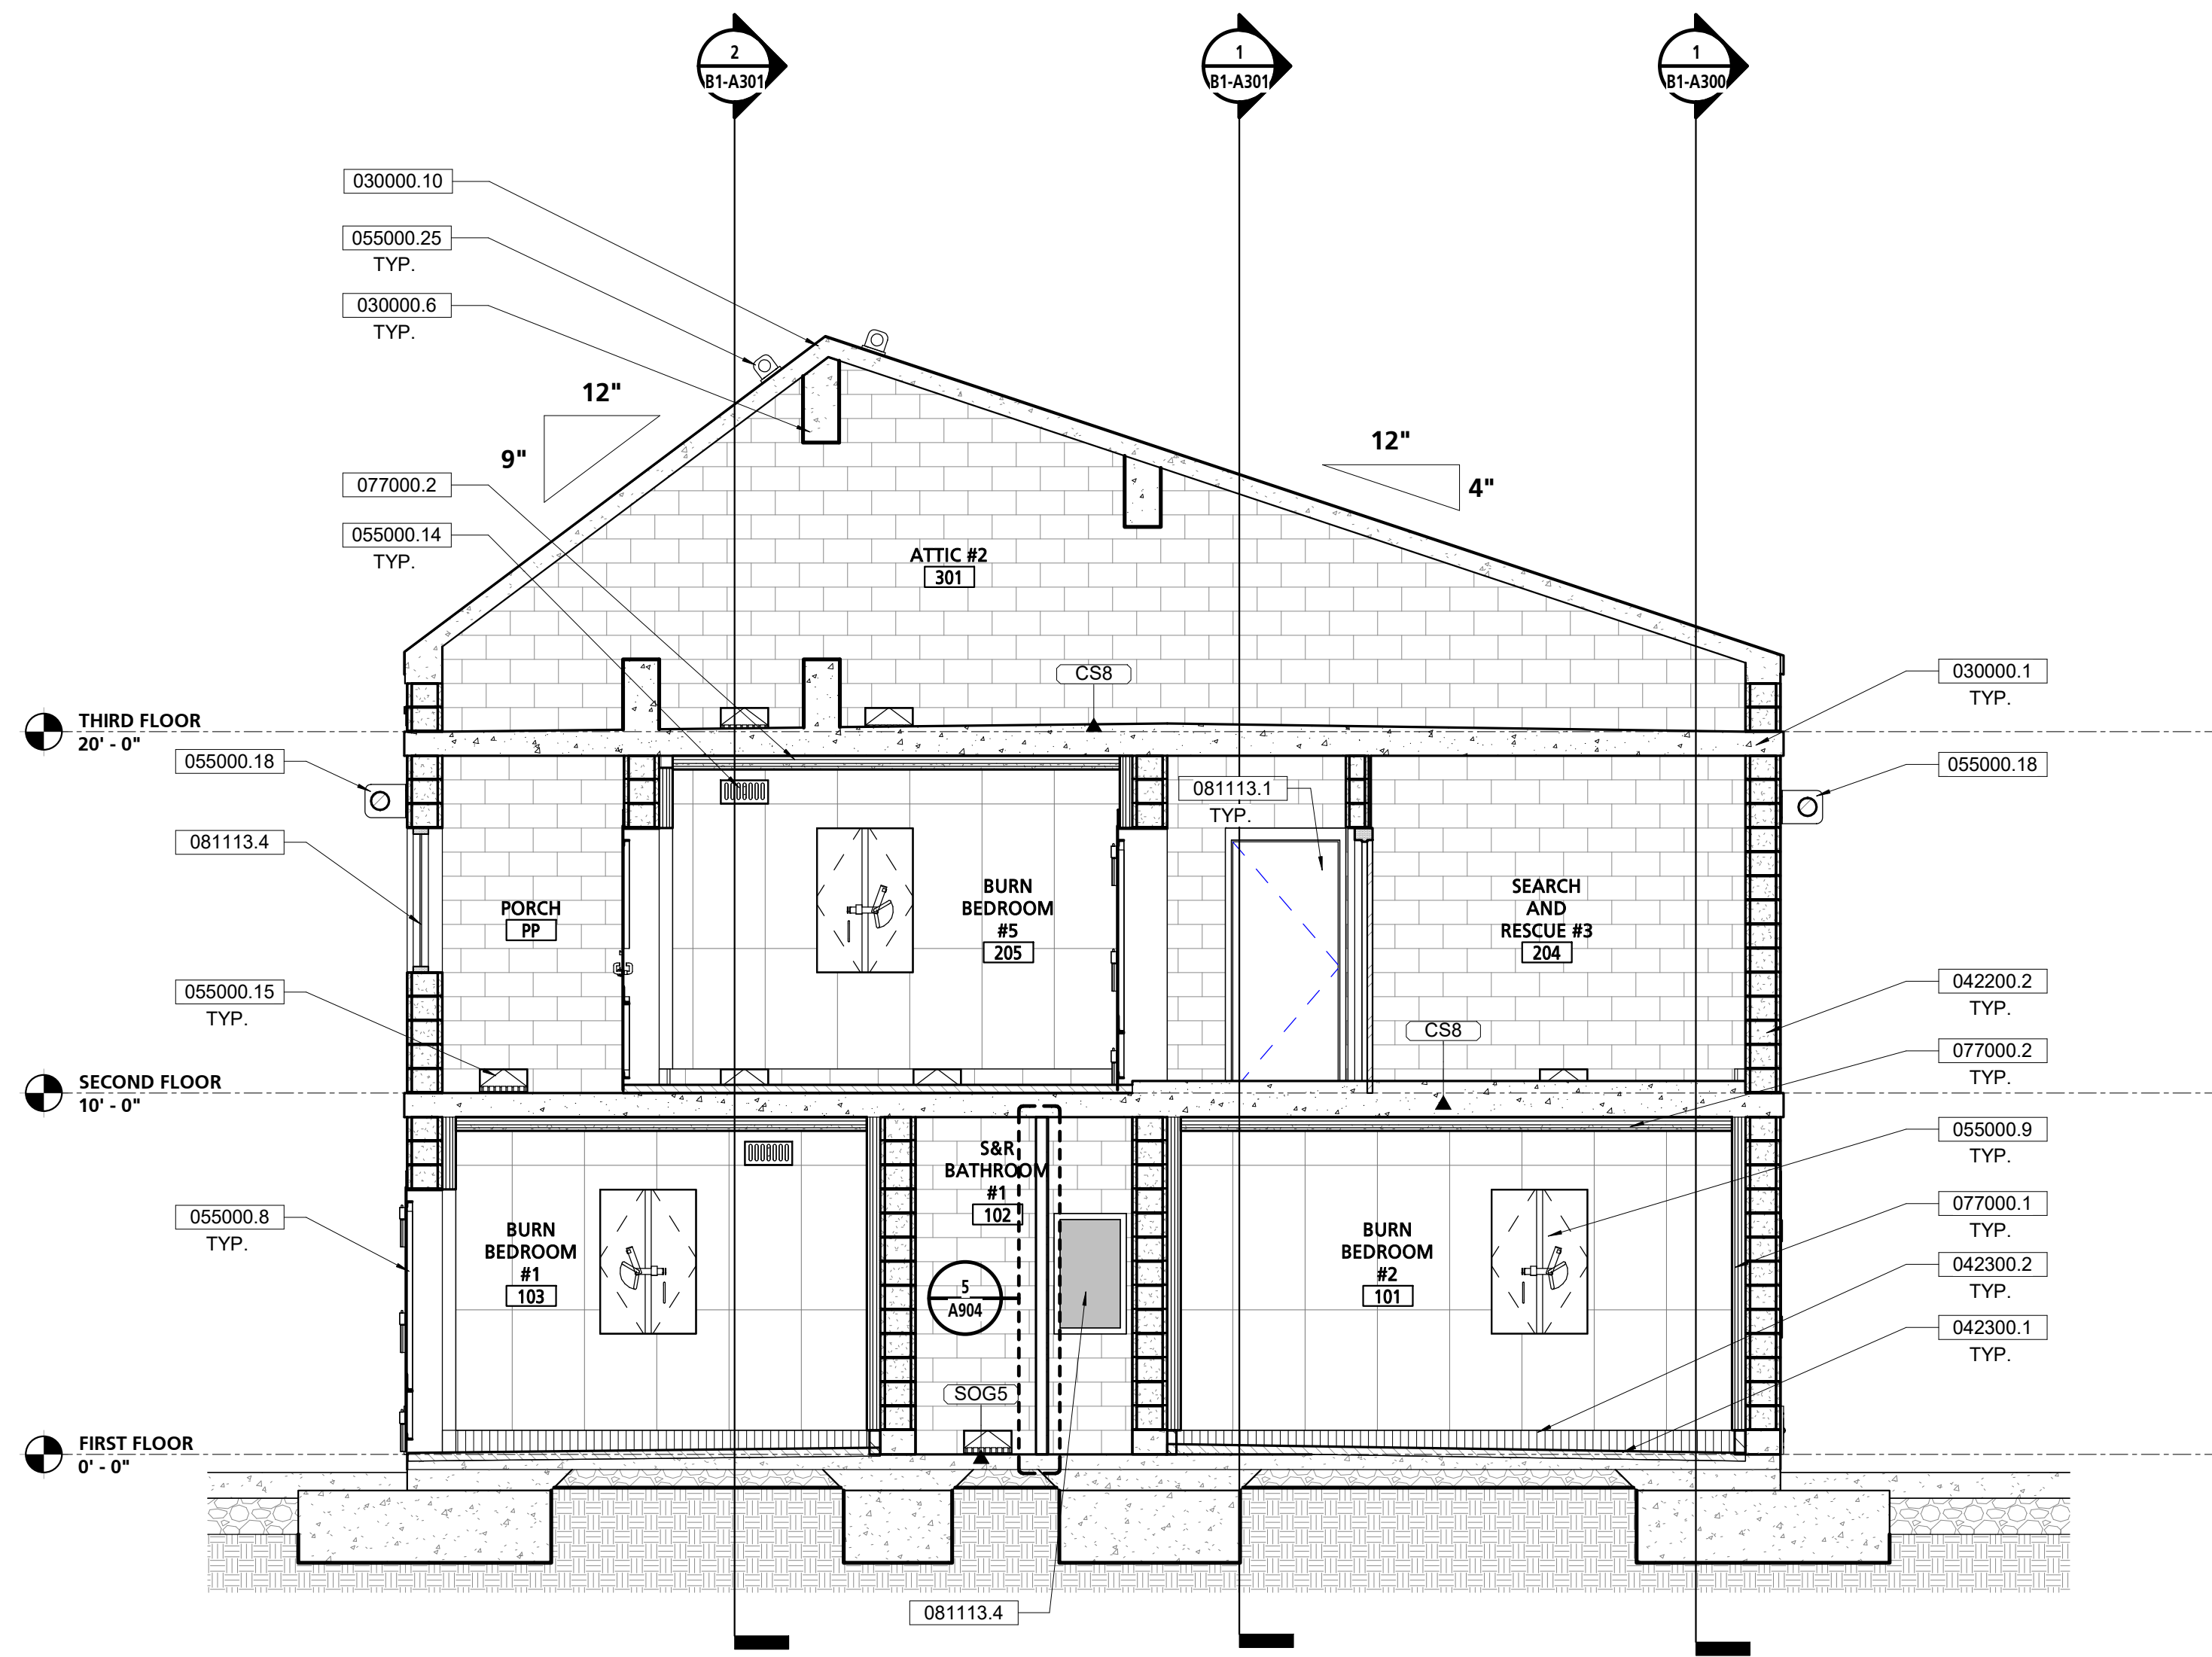 2
B1-A301
1
B1-A301
1
B1-A300
030000.10
055000.25
TYP.
030000.6
TYP.
12"
9"
12"
4"
077000.2
055000.14
TYP.
ATTIC #2
301
CS8
030000.1
TYP.
THIRD FLOOR
20' - 0"
055000.18
055000.18
081113.1
TYP.
081113.4
PORCH
PP
BURN
BEDROOM
#5
205
SEARCH
AND
RESCUE #3
204
055000.15
TYP.
042200.2
TYP.
CS8
077000.2
TYP.
SECOND FLOOR
10' - 0"
055000.9
TYP.
S&R
BATHROOM
#1
102
055000.8
TYP.
077000.1
TYP.
BURN
BEDROOM
#1
103
BURN
BEDROOM
#2
101
042300.2
TYP.
5
A904
042300.1
TYP.
SOG5
FIRST FLOOR
0' - 0"
081113.4